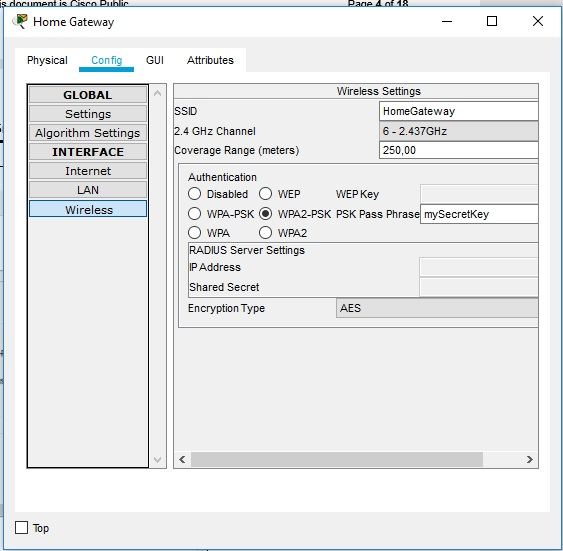 s document is Cisco Public
Page 4 of 18
Home Gateway
Physical Config GUI Attributes
GLOBAL
Settings
Algorithm Settings
INTERFACE
Internet
LAN
Wireless
Wireless Settings
SSID HomeGateway
2.4 GHz Channel 6 - 2.437GHz
Coverage Range (meters) 250,00
Authentication
Disabled WEP WEP Key
WPA-PSK WPA2-PSK PSK Pass Phrase mySecretKey
WPA WPA2
RADIUS Server Settings
IP Address
Shared Secret
Encryption Type AES
Top